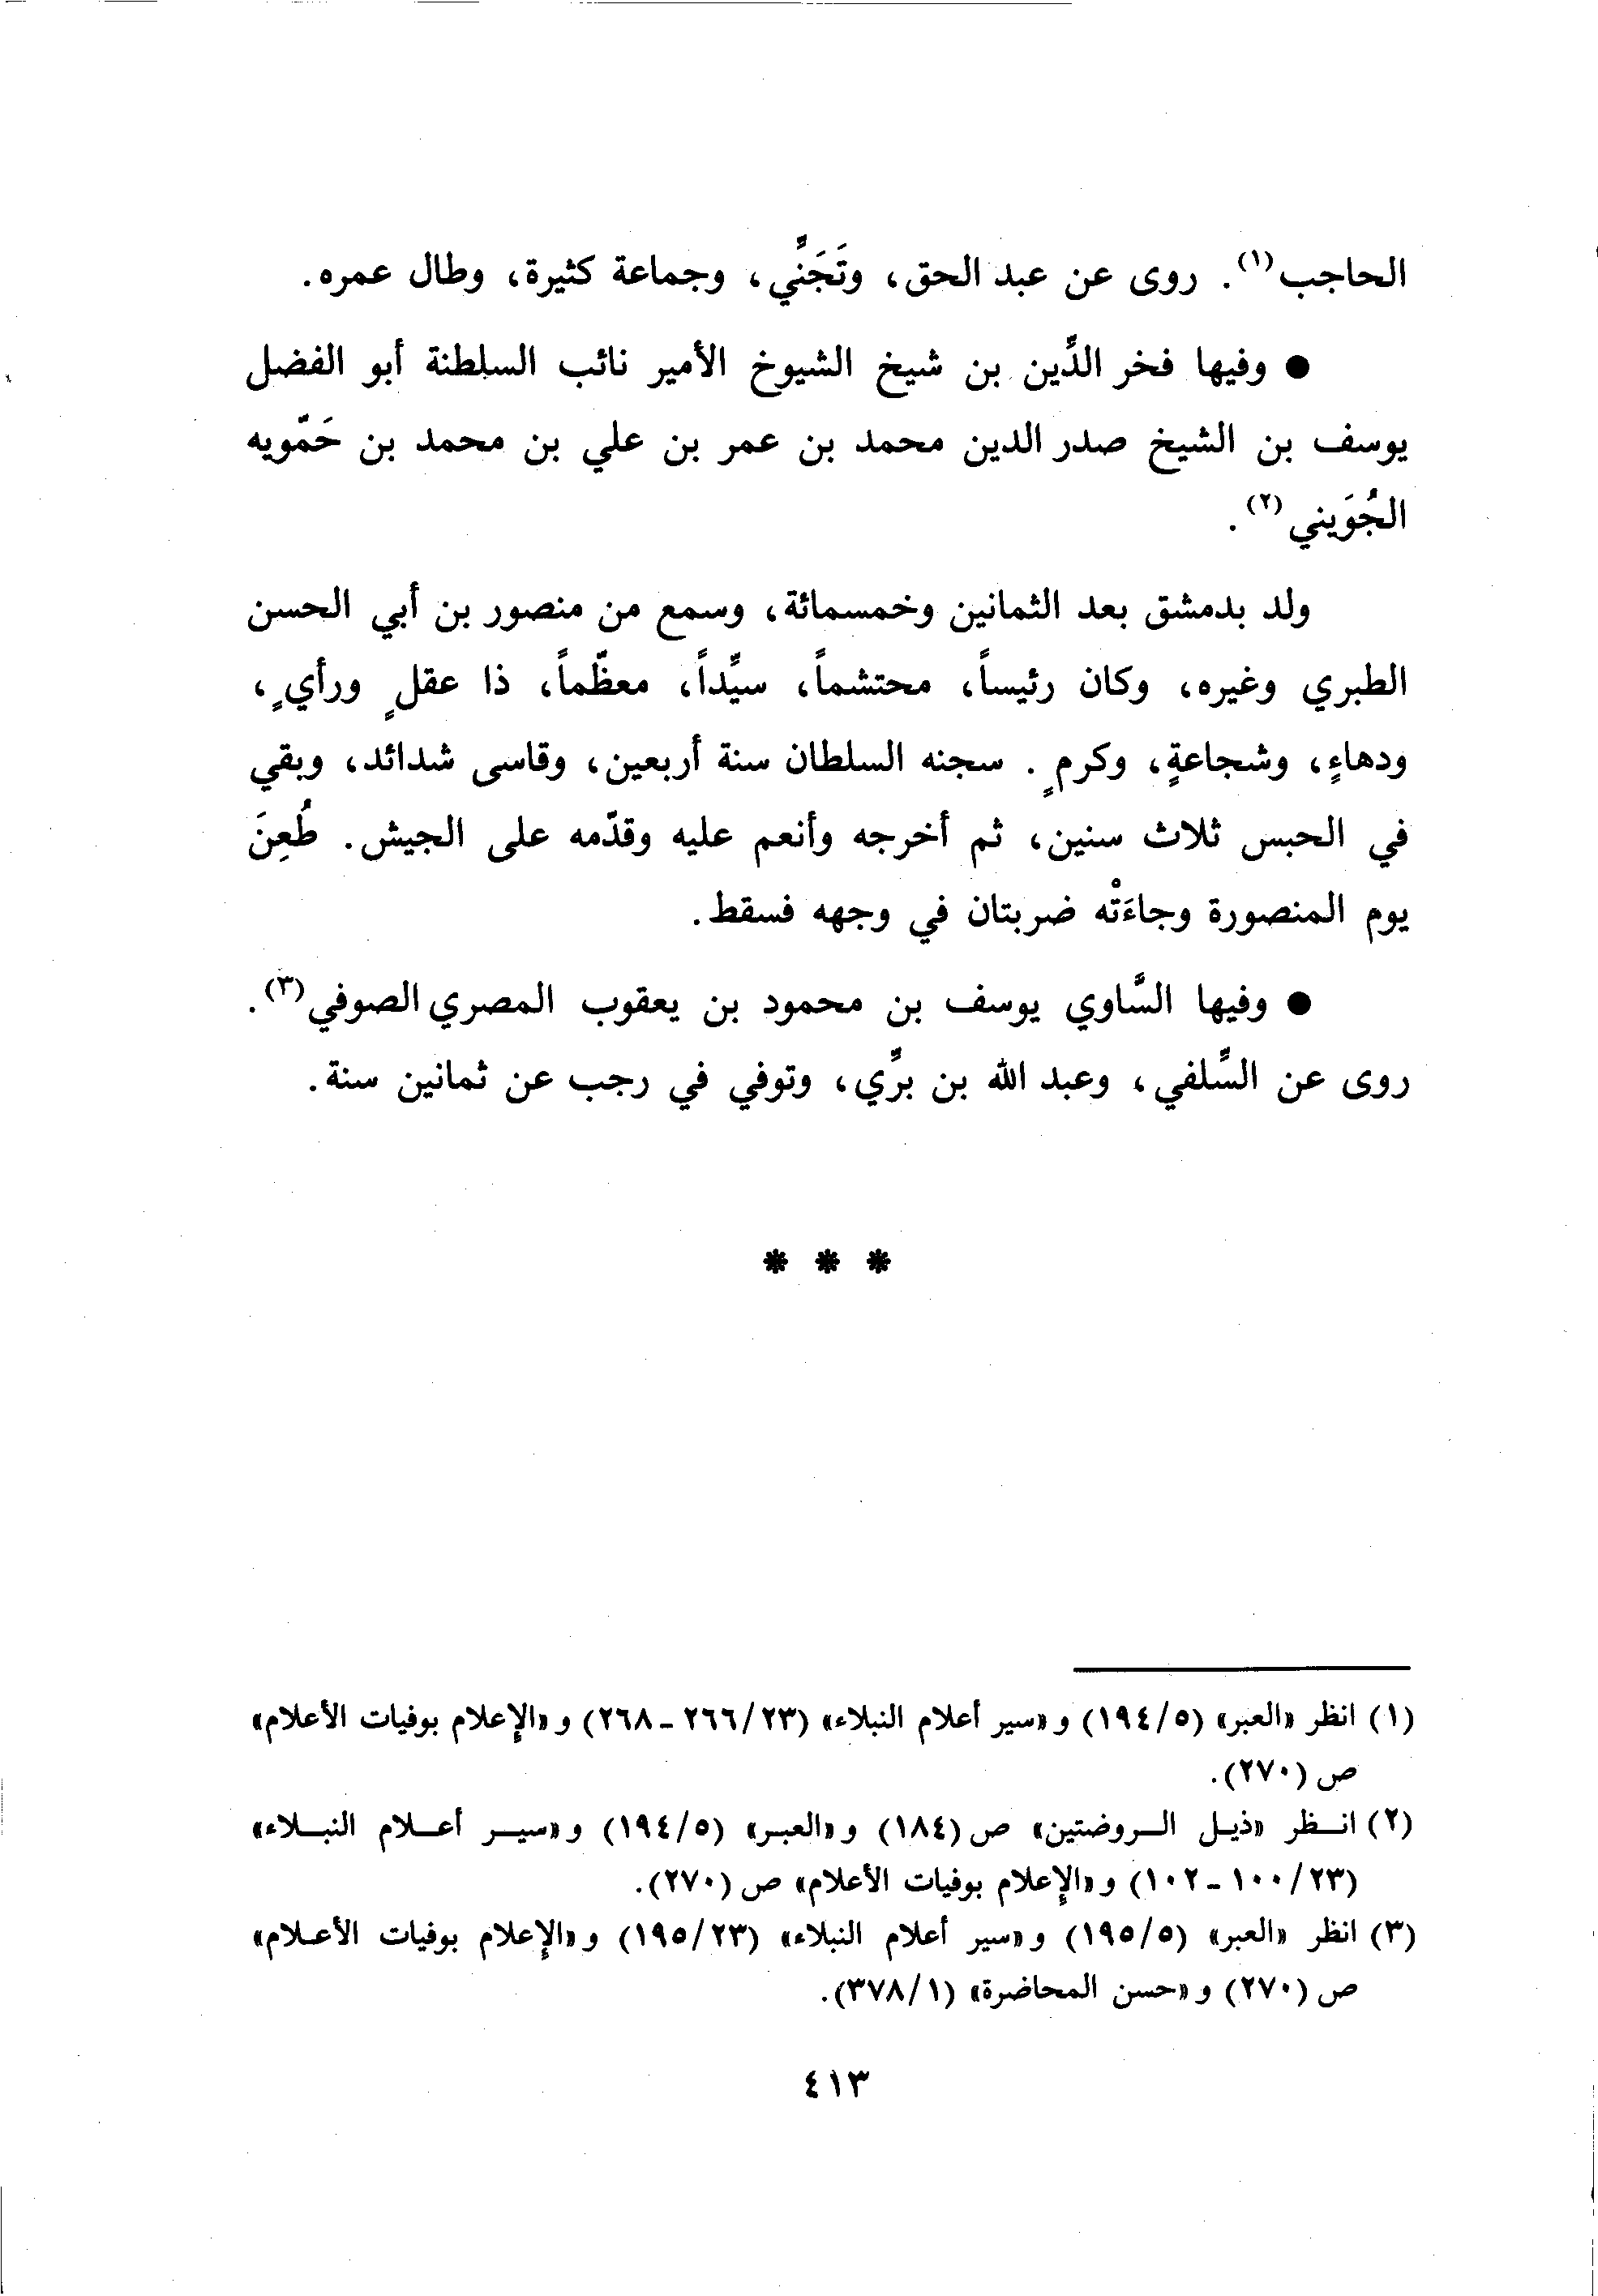 الحاجب(١). روى عن عبد الحق، وتَجَنِّي، وجماعة كثيرة، وطال عمره.
● وفيها فخر الدِّين بن شيخ الشيوخ الأمير نائب السلطنة أبو الفضل
يوسف بن الشيخ صدر الدين محمد بن عمر بن علي بن محمد بن حَمّويه
الجُوَيني(٢).
ولد بدمشق بعد الثمانين وخمسمائة، وسمع من منصور بن أبي الحسن
الطبري وغيره، وكان رئيساً، محتشماً، سيِّداً، معظّماً، ذا عقلٍ ورأيٍ،
ودهاءٍ، وشجاعةٍ، وكرمٍ. سجنه السلطان سنة أربعين، وقاسى شدائد، وبقي
في الحبس ثلاث سنين، ثم أخرجه وأنعم عليه وقدّمه على الجيش. طُعِنَ
يوم المنصورة وجاءَتْه ضربتان في وجهه فسقط.
● وفيها السَّاوي يوسف بن محمود بن يعقوب المصري الصوفي(٣).
روى عن السِّلفي، وعبد الله بن برِّي، وتوفي في رجب عن ثمانين سنة.
* * *
(١) انظر «العبر» (٥/١٩٤) و «سير أعلام النبلاء» (٢٣/٢٦٦ - ٢٦٨) و «الإعلام بوفيات الأعلام»
ص (٢٧٠).
(٢) انظر «ذيل الروضتين» ص (١٨٤) و «العبر» (٥/١٩٤) و «سير أعلام النبلاء»
(٢٣/١٠٠ - ١٠٢) و «الإعلام بوفيات الأعلام» ص (٢٧٠).
(٣) انظر «العبر» (٥/١٩٥) و «سير أعلام النبلاء» (٢٣/١٩٥) و «الإعلام بوفيات الأعلام»
ص (٢٧٠) و «حسن المحاضرة» (١/٣٧٨).
٤١٣